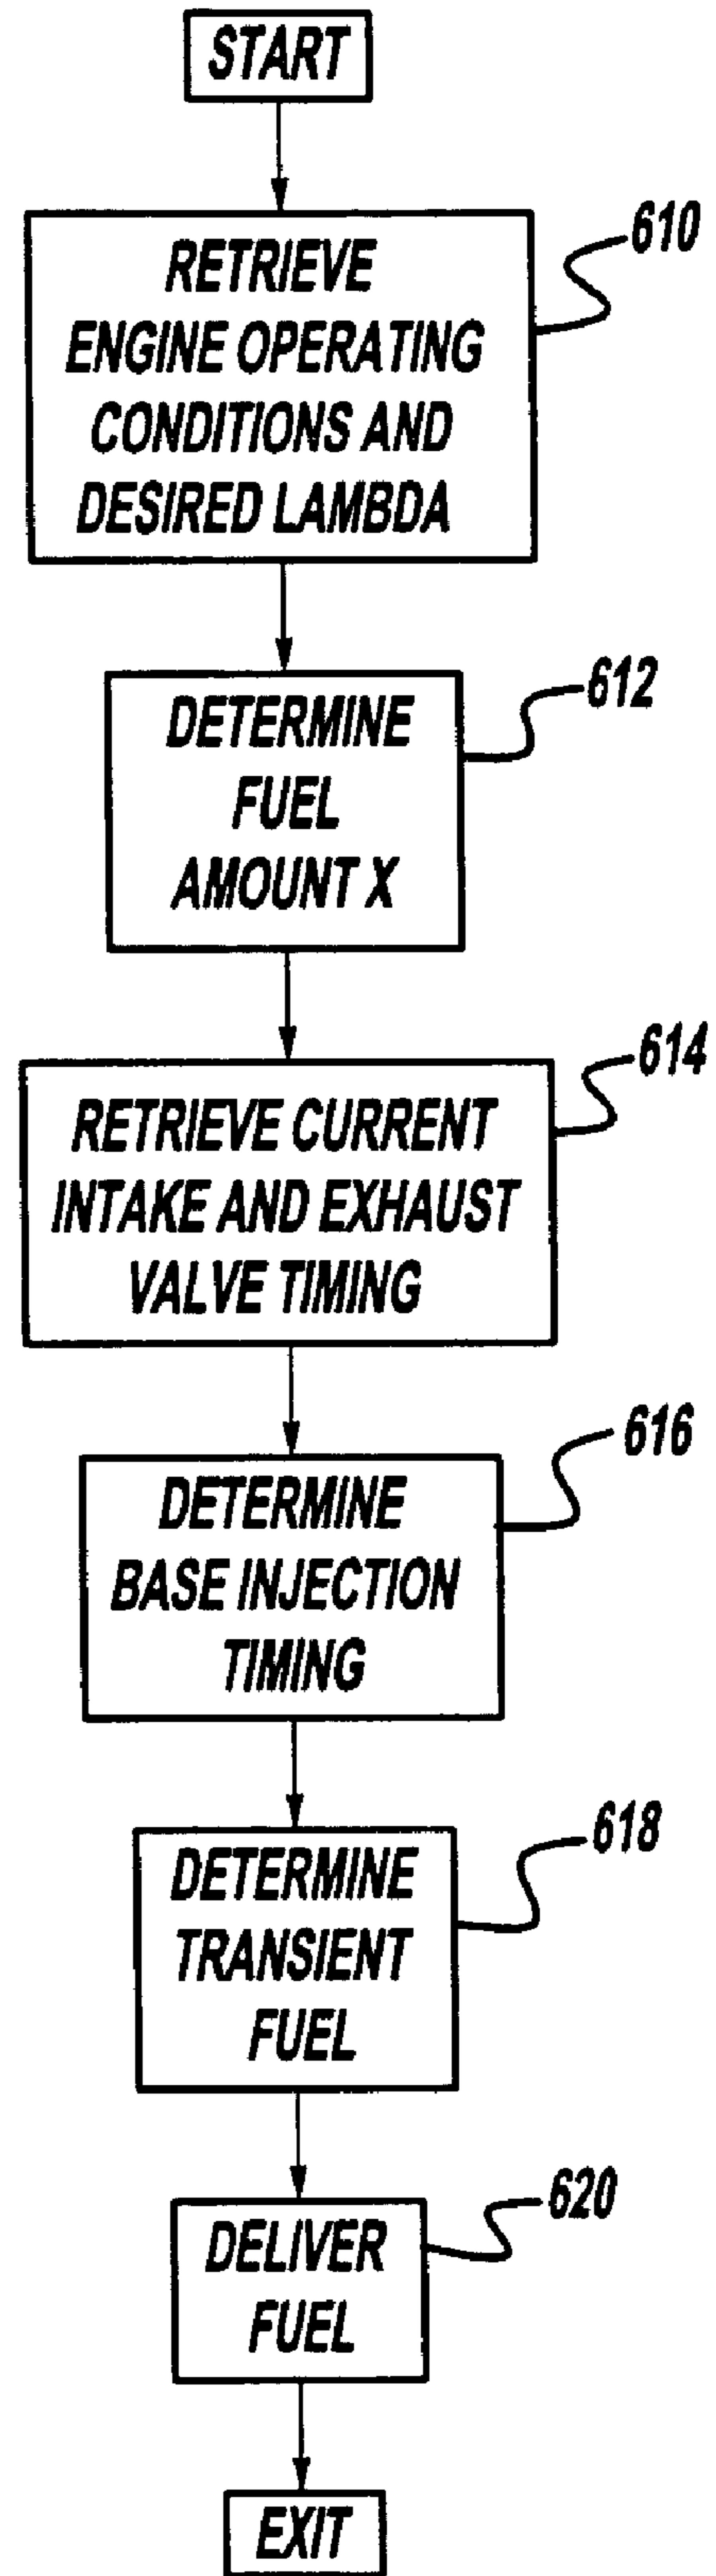 START
RETRIEVE
ENGINE OPERATING
CONDITIONS AND
DESIRED LAMBDA
610
DETERMINE
FUEL
AMOUNT X
612
RETRIEVE CURRENT
INTAKE AND EXHAUST
VALVE TIMING
614
DETERMINE
BASE INJECTION
TIMING
616
DETERMINE
TRANSIENT
FUEL
618
DELIVER
FUEL
620
EXIT